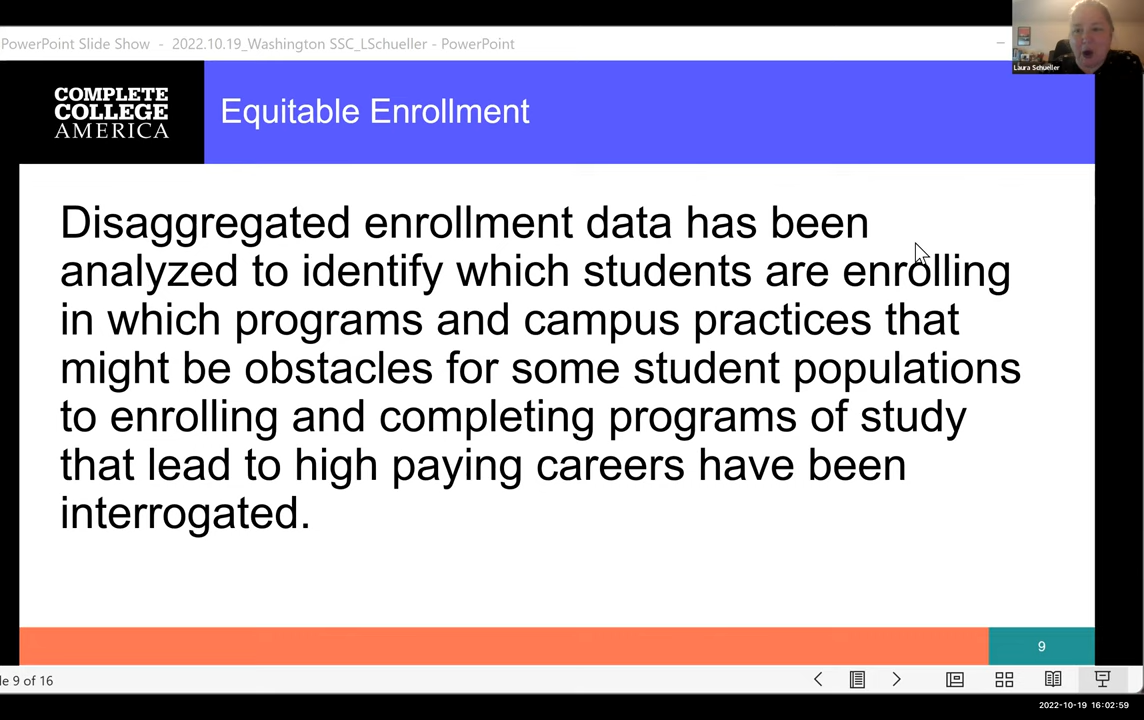 PowerPoint Slide Show - 2022.10.19_Washington SSC_LSchueller - PowerPoint
Laura Schueller
COMPLETE
COLLEGE
AMERICA
Equitable Enrollment
Disaggregated enrollment data has been
analyzed to identify which students are enrolling
in which programs and campus practices that
might be obstacles for some student populations
to enrolling and completing programs of study
that lead to high paying careers have been
interrogated.
9
le 9 of 16
2022-10-19 16:02:59